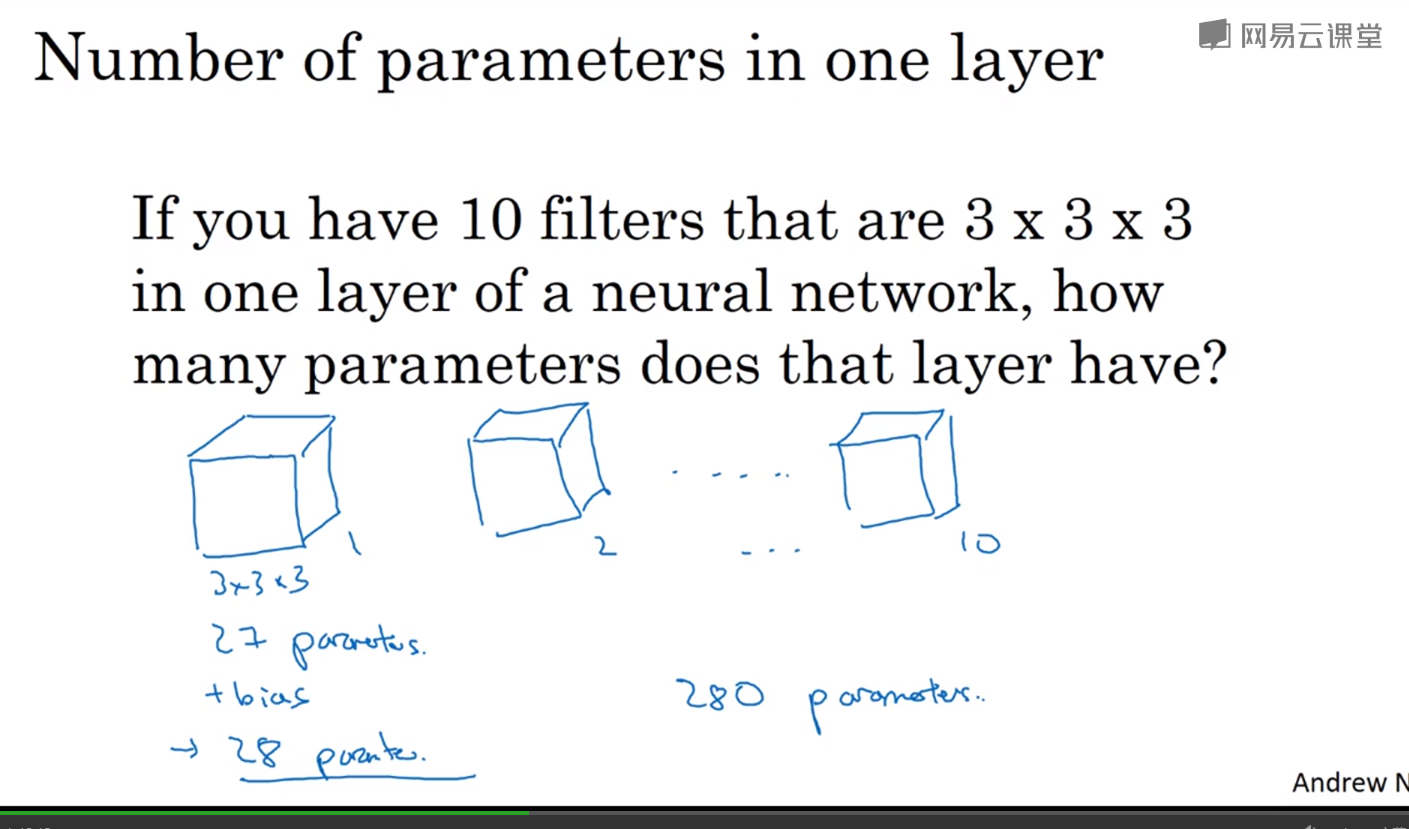 Number of parameters in one layer
网易云课堂
If you have 10 filters that are 3 x 3 x 3
in one layer of a neural network, how
many parameters does that layer have?
1
2
10
3x3x3
27 parameters.
+ bias
280 parameters..
→ 28
Andrew N